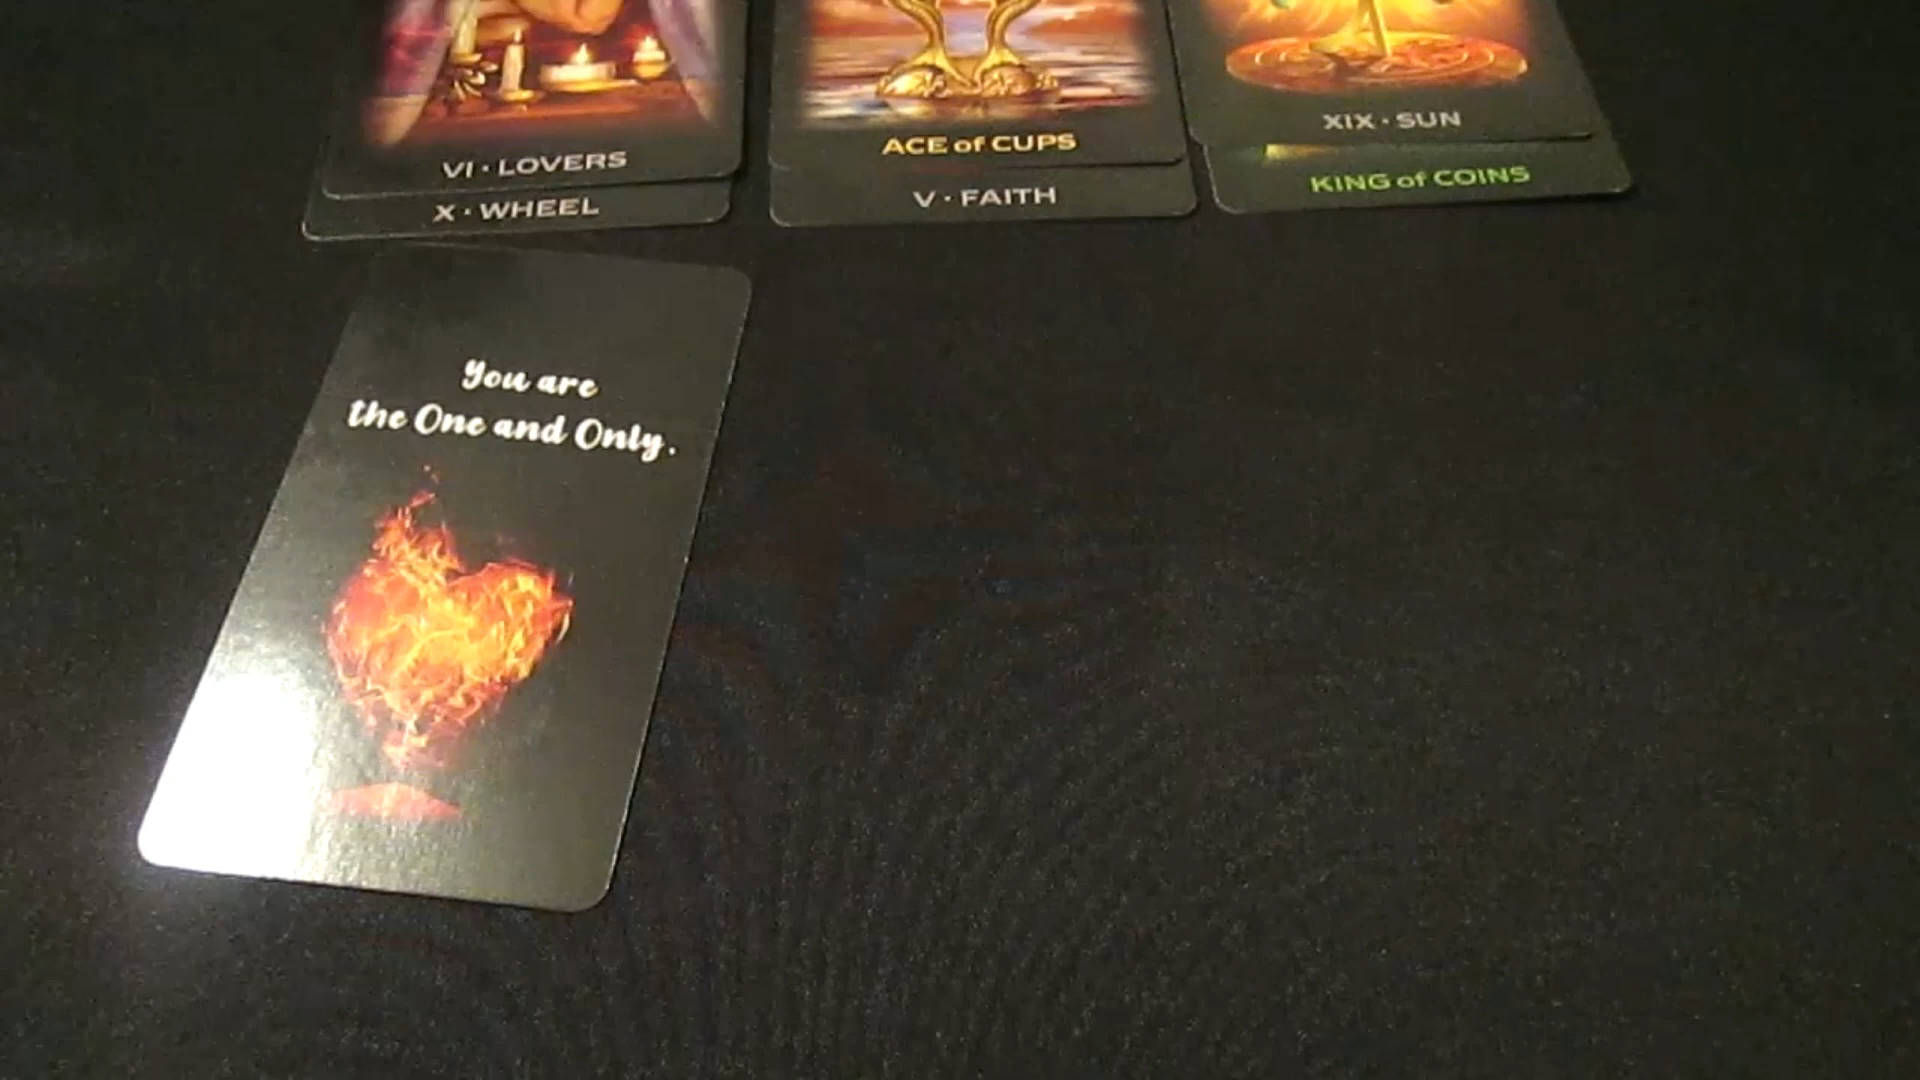 VI · LOVERS
X · WHEEL
ACE of CUPS
V · FAITH
XIX · SUN
KING of COINS
You are
the One and Only.